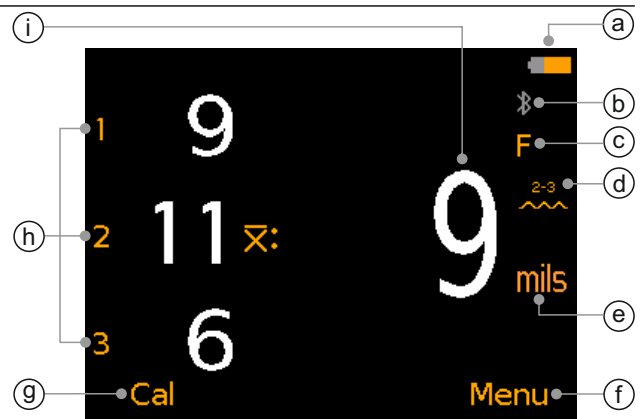 i
a
b
1 9
F c
2-3 d
h 2 11 x̅: 9
mils
e
3 6
g Cal Menu f